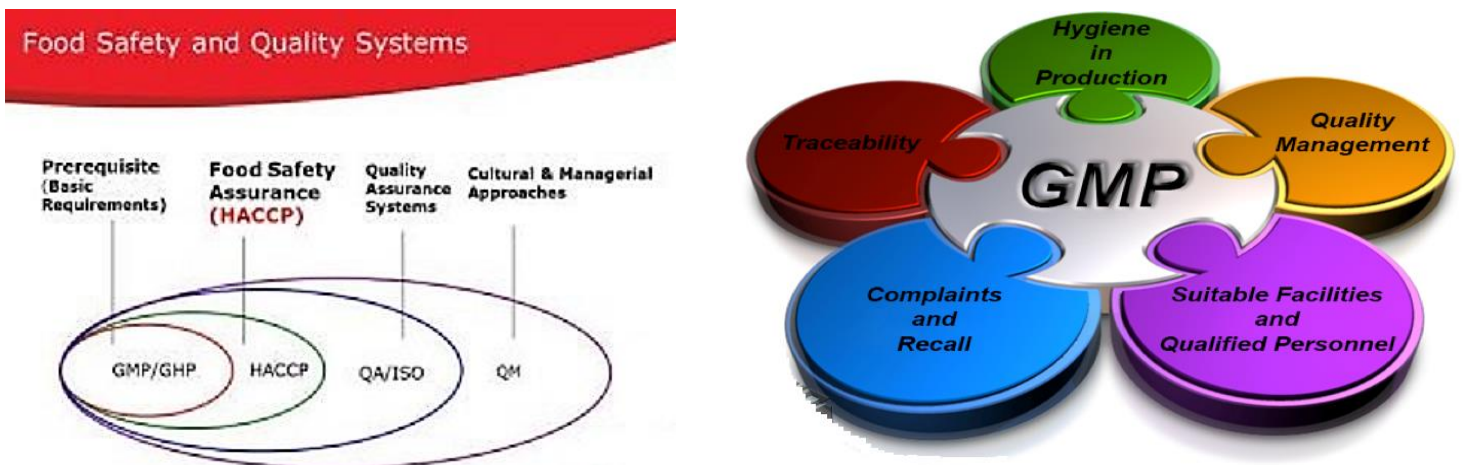 Food Safety and Quality Systems
Prerequisite
(Basic
Requirements)
Food Safety
Assurance
(HACCP)
Quality
Assurance
Systems
Cultural & Managerial
Approaches
GMP/GHP
HACCP
QA/ISO
QM
Hygiene
in
Production
Traceability
Quality
Management
GMP
Complaints
and
Recall
Suitable Facilities
and
Qualified Personnel